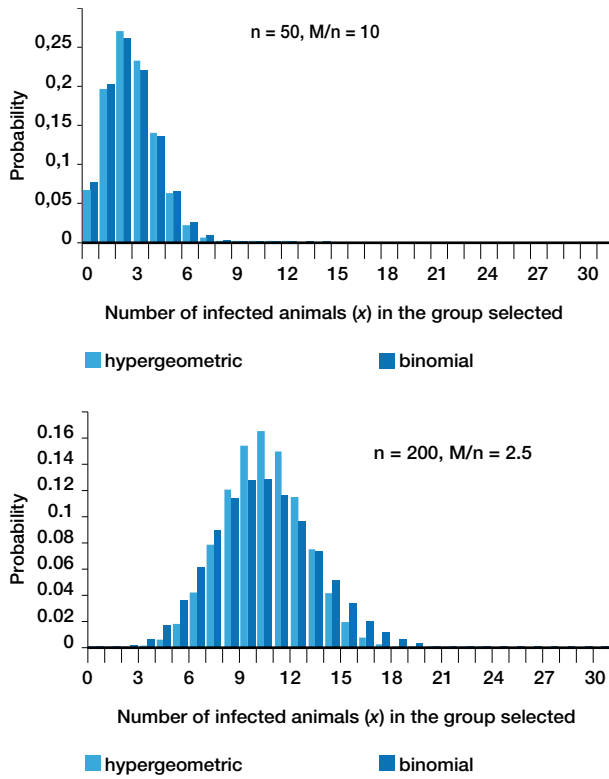 n = 50, M/n = 10
Probability
0,25
0,2
0,15
0,1
0,05
0
0 3 6 9 12 15 18 21 24 27 30
Number of infected animals (x) in the group selected
hypergeometric binomial
n = 200, M/n = 2.5
Probability
0.16
0.14
0.12
0.1
0.08
0.06
0.04
0.02
0
0 3 6 9 12 15 18 21 24 27 30
Number of infected animals (x) in the group selected
hypergeometric binomial